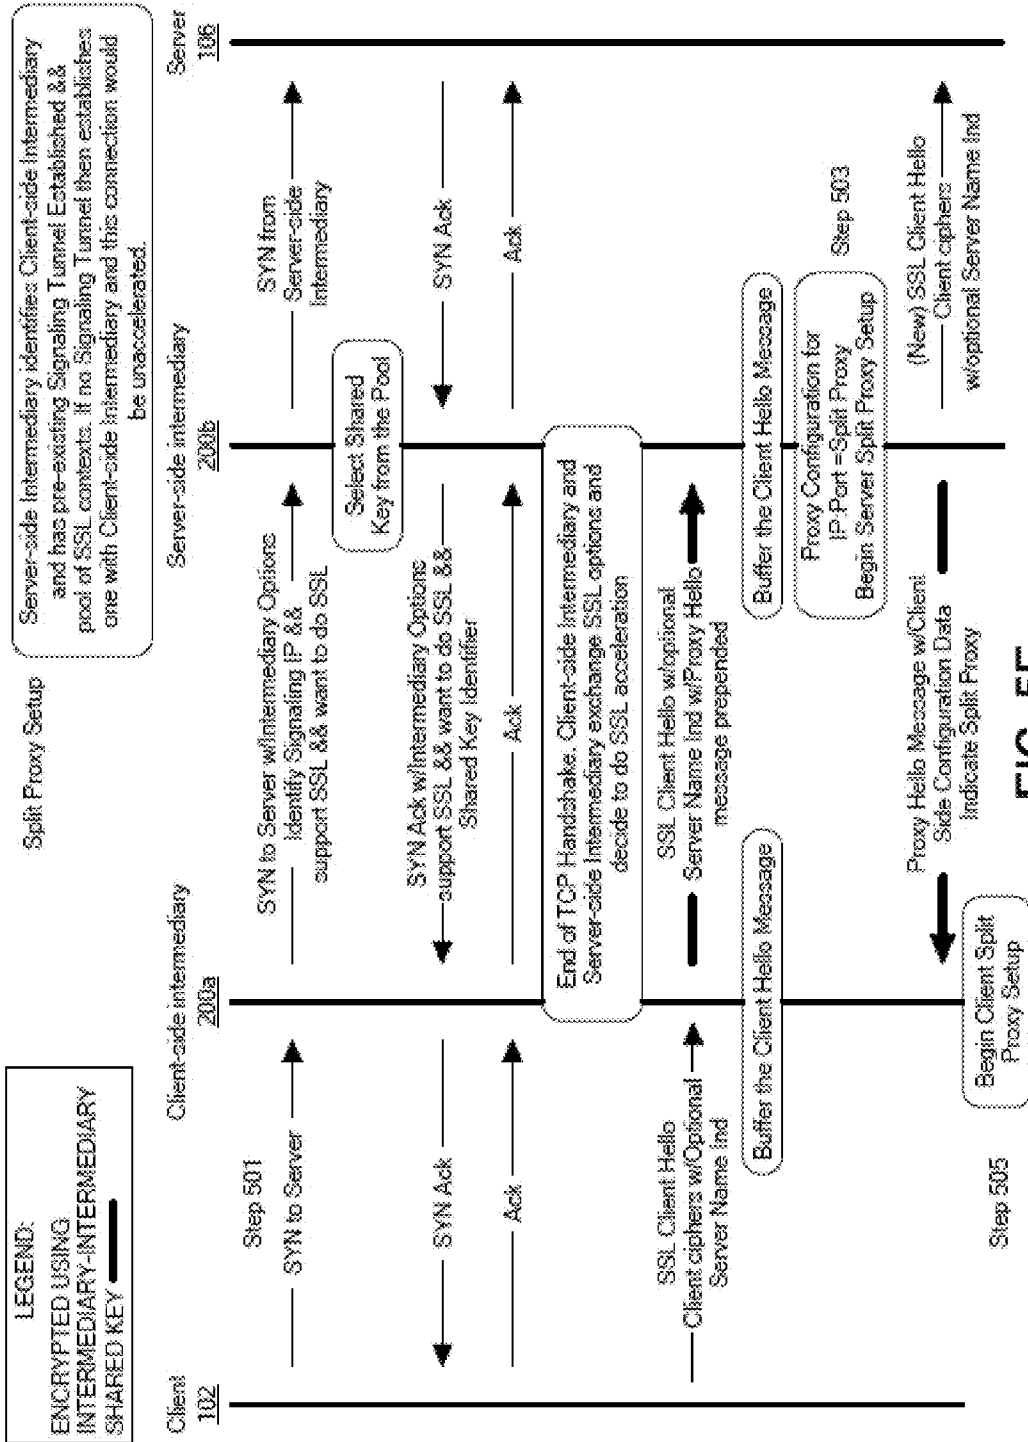 LEGEND:
ENCRYPTED USING
INTERMEDIARY-INTERMEDIARY
SHARED KEY
Split Proxy Setup
Server-side Intermediary identifies Client-side Intermediary
and has pre-existing Signaling Tunnel Established &&
pool of SSL contexts. If no Signaling Tunnel then establishes
one with Client-side Intermediary and this connection would
be unaccelerated.
Client
102
Client-side intermediary
200a
Server-side intermediary
200b
Server
106
Step 501
SYN to Server
SYN to Server w/Intermediary Options
Identify Signaling IP &&
support SSL && want to do SSL
SYN from
Server-side
Intermediary
Select Shared
Key from the Pool
SYN Ack
SYN Ack w/Intermediary Options
support SSL && want to do SSL &&
Shared Key Identifier
SYN Ack
Ack
Ack
Ack
End of TCP Handshake. Client-side Intermediary and
Server-side Intermediary exchange SSL options and
decide to do SSL acceleration
SSL Client Hello
Client ciphers w/Optional
Server Name Ind
SSL Client Hello w/optional
Server Name Ind w/Proxy Hello
message prepended
Buffer the Client Hello Message
Buffer the Client Hello Message
Proxy Configuration for
IP:Port =Split Proxy
Begin Server Split Proxy Setup
Step 503
Proxy Hello Message w/Client
Side Configuration Data
Indicate Split Proxy
(New) SSL Client Hello
Client ciphers
w/optional Server Name Ind
Step 505
Begin Client Split
Proxy Setup
FIG. 5E